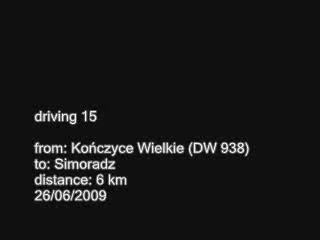 driving 15
from: Kończyce Wielkie (DW 938)
to: Simoradz
distance: 6 km
26/06/2009